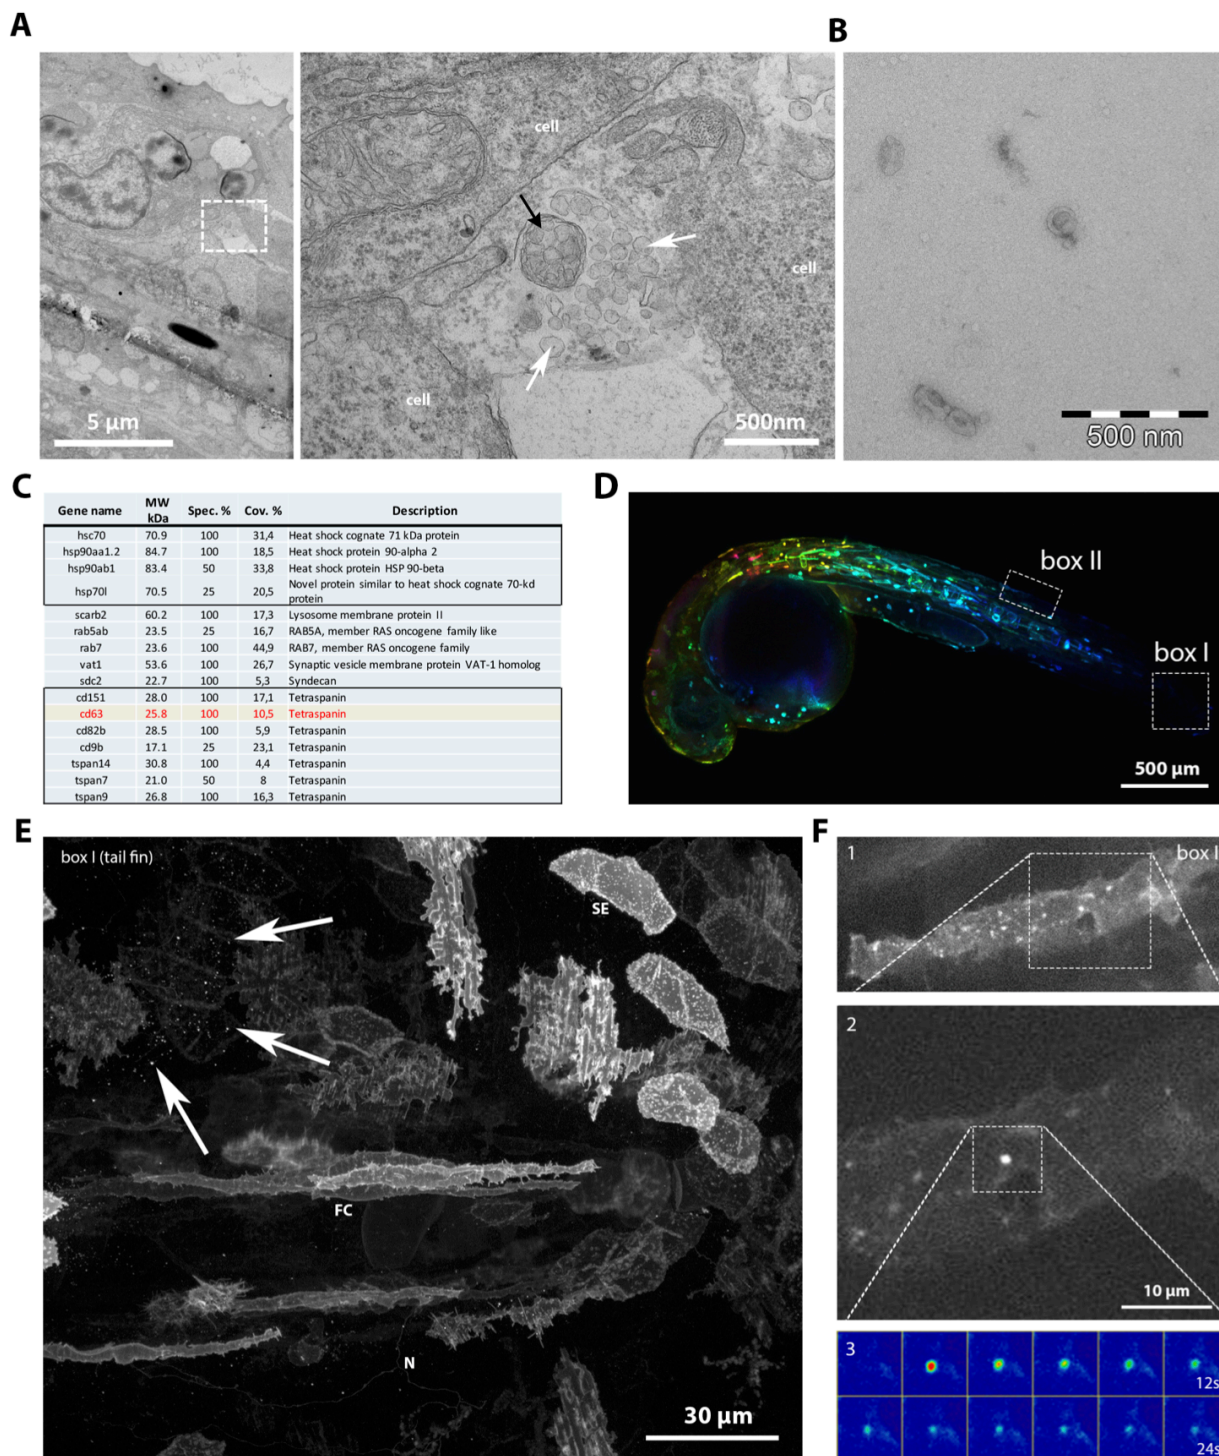 A
B
cell
cell
cell
5 µm
500nm
500 nm
C
D
Gene name MW kDa Spec. % Cov. % Description
hsc70 70.9 100 31,4 Heat shock cognate 71 kDa protein
hsp90aa1.2 84.7 100 18,5 Heat shock protein 90-alpha 2
hsp90ab1 83.4 50 33,8 Heat shock protein HSP 90-beta
hsp70l 70.5 25 20,5 Novel protein similar to heat shock cognate 70-kd
protein
scarb2 60.2 100 17,3 Lysosome membrane protein II
rab5ab 23.5 25 16,7 RAB5A, member RAS oncogene family like
rab7 23.6 100 44,9 RAB7, member RAS oncogene family
vat1 53.6 100 26,7 Synaptic vesicle membrane protein VAT-1 homolog
sdc2 22.7 100 5,3 Syndecan
cd151 28.0 100 17,1 Tetraspanin
cd63 25.8 100 10,5 Tetraspanin
cd82b 28.5 100 5,9 Tetraspanin
cd9b 17.1 25 23,1 Tetraspanin
tspan14 30.8 100 4,4 Tetraspanin
tspan7 21.0 50 8 Tetraspanin
tspan9 26.8 100 16,3 Tetraspanin
box II
box I
500 µm
E
box I (tail fin)
SE
FC
N
30 µm
F
1
box I
2
10 µm
3
12s
24s